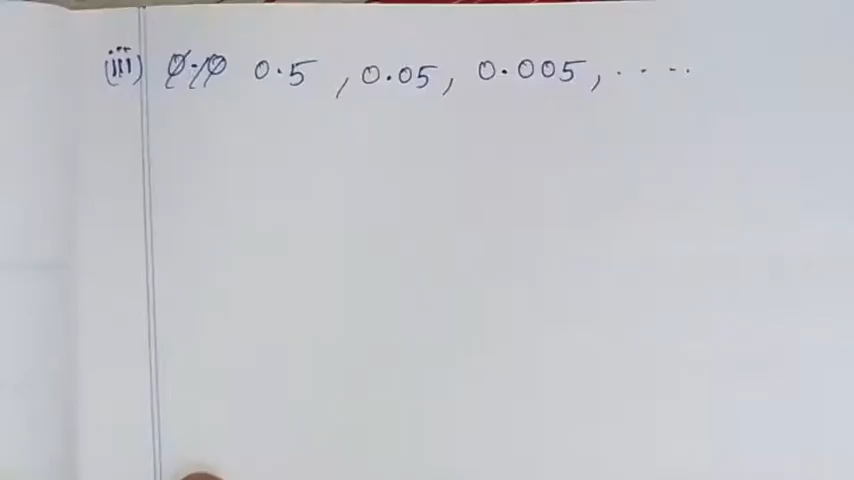 (iii) 0.5 , 0.05, 0.005, . . . .